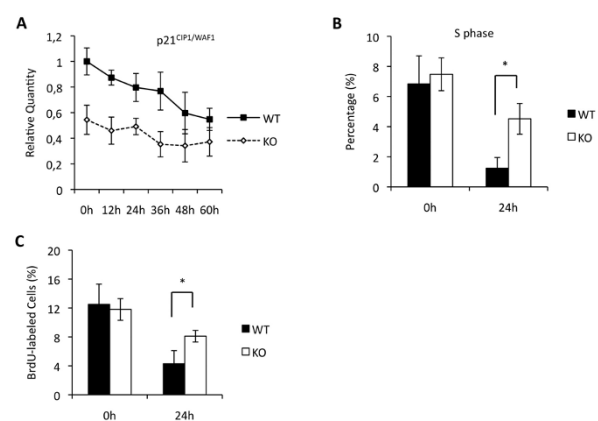 A
p21CIP1/WAF1
Relative Quantity
1,2
1
0,8
0,6
0,4
0,2
0
0h 12h 24h 36h 48h 60h
WT
KO
B
S phase
Percentage (%)
10
8
6
4
2
0
*
0h 24h
WT
KO
C
BrdU-labeled Cells (%)
20
16
12
8
4
0
*
0h 24h
WT
KO